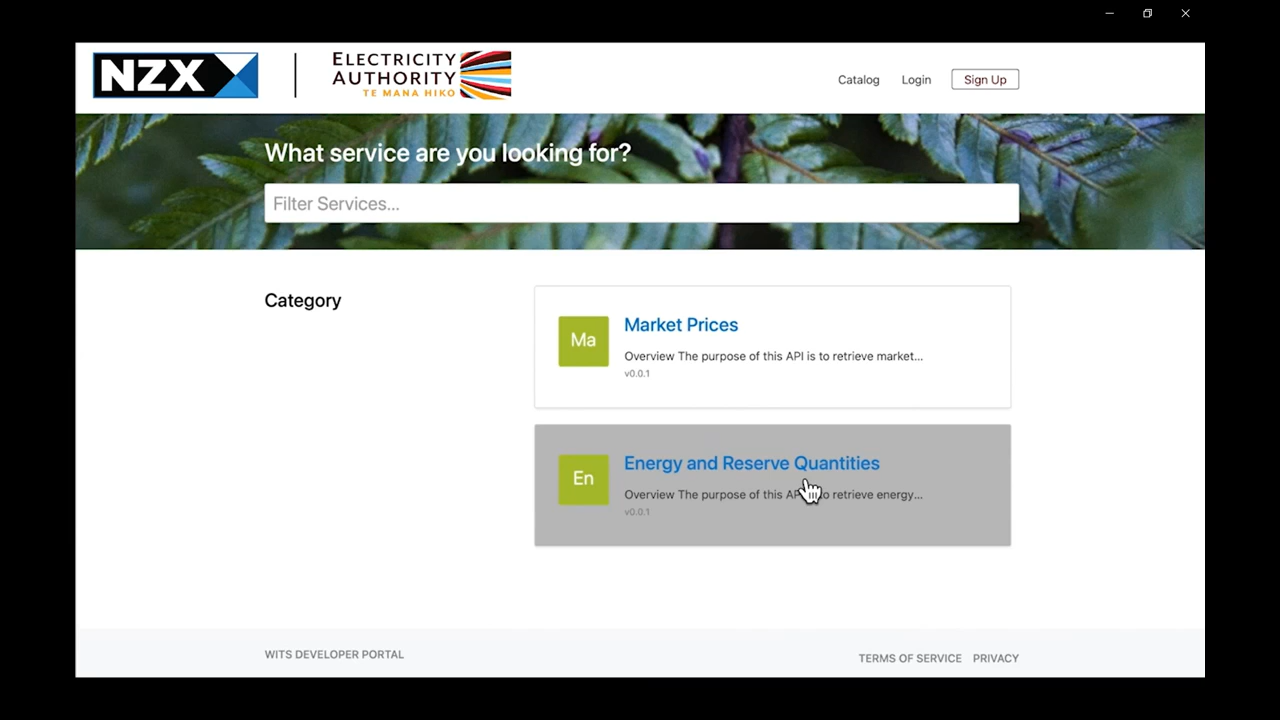 NZX
ELECTRICITY
AUTHORITY
TE MANA HIKO
Catalog Login Sign Up
What service are you looking for?
Filter Services...
Category
Ma
Market Prices
Overview The purpose of this API is to retrieve market...
v0.0.1
En
Energy and Reserve Quantities
Overview The purpose of this AP to retrieve energy...
v0.0.1
WITS DEVELOPER PORTAL
TERMS OF SERVICE PRIVACY